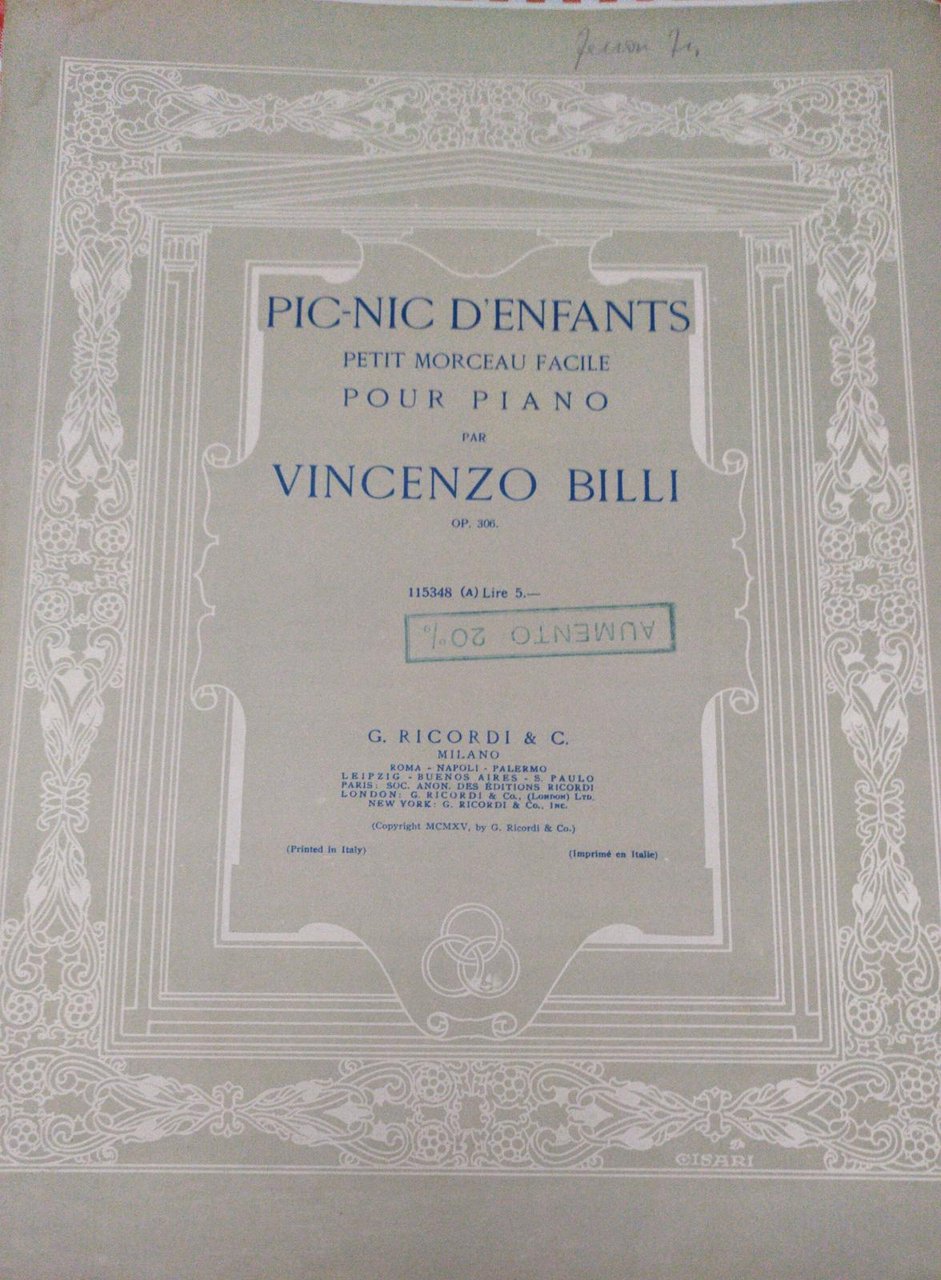 PIC-NIC D'ENFANTS
PETIT MORCEAU FACILE
POUR PIANO
PAR
VINCENZO BILLI
OP. 306.
115348 (A) Lire 5.—
AUMENTO 20%
G. RICORDI & C.
MILANO
ROMA - NAPOLI - PALERMO
LEIPZIG - BUENOS AIRES - S. PAULO
PARIS: SOC. ANON. DES ÉDITIONS RICORDI
LONDON: G. RICORDI & Co., (LONDON) LTD.
NEW YORK: G. RICORDI & Co., INC.
(Copyright MCMXV, by G. Ricordi & Co.)
(Printed in Italy) (Imprimé en Italie)
CISARI